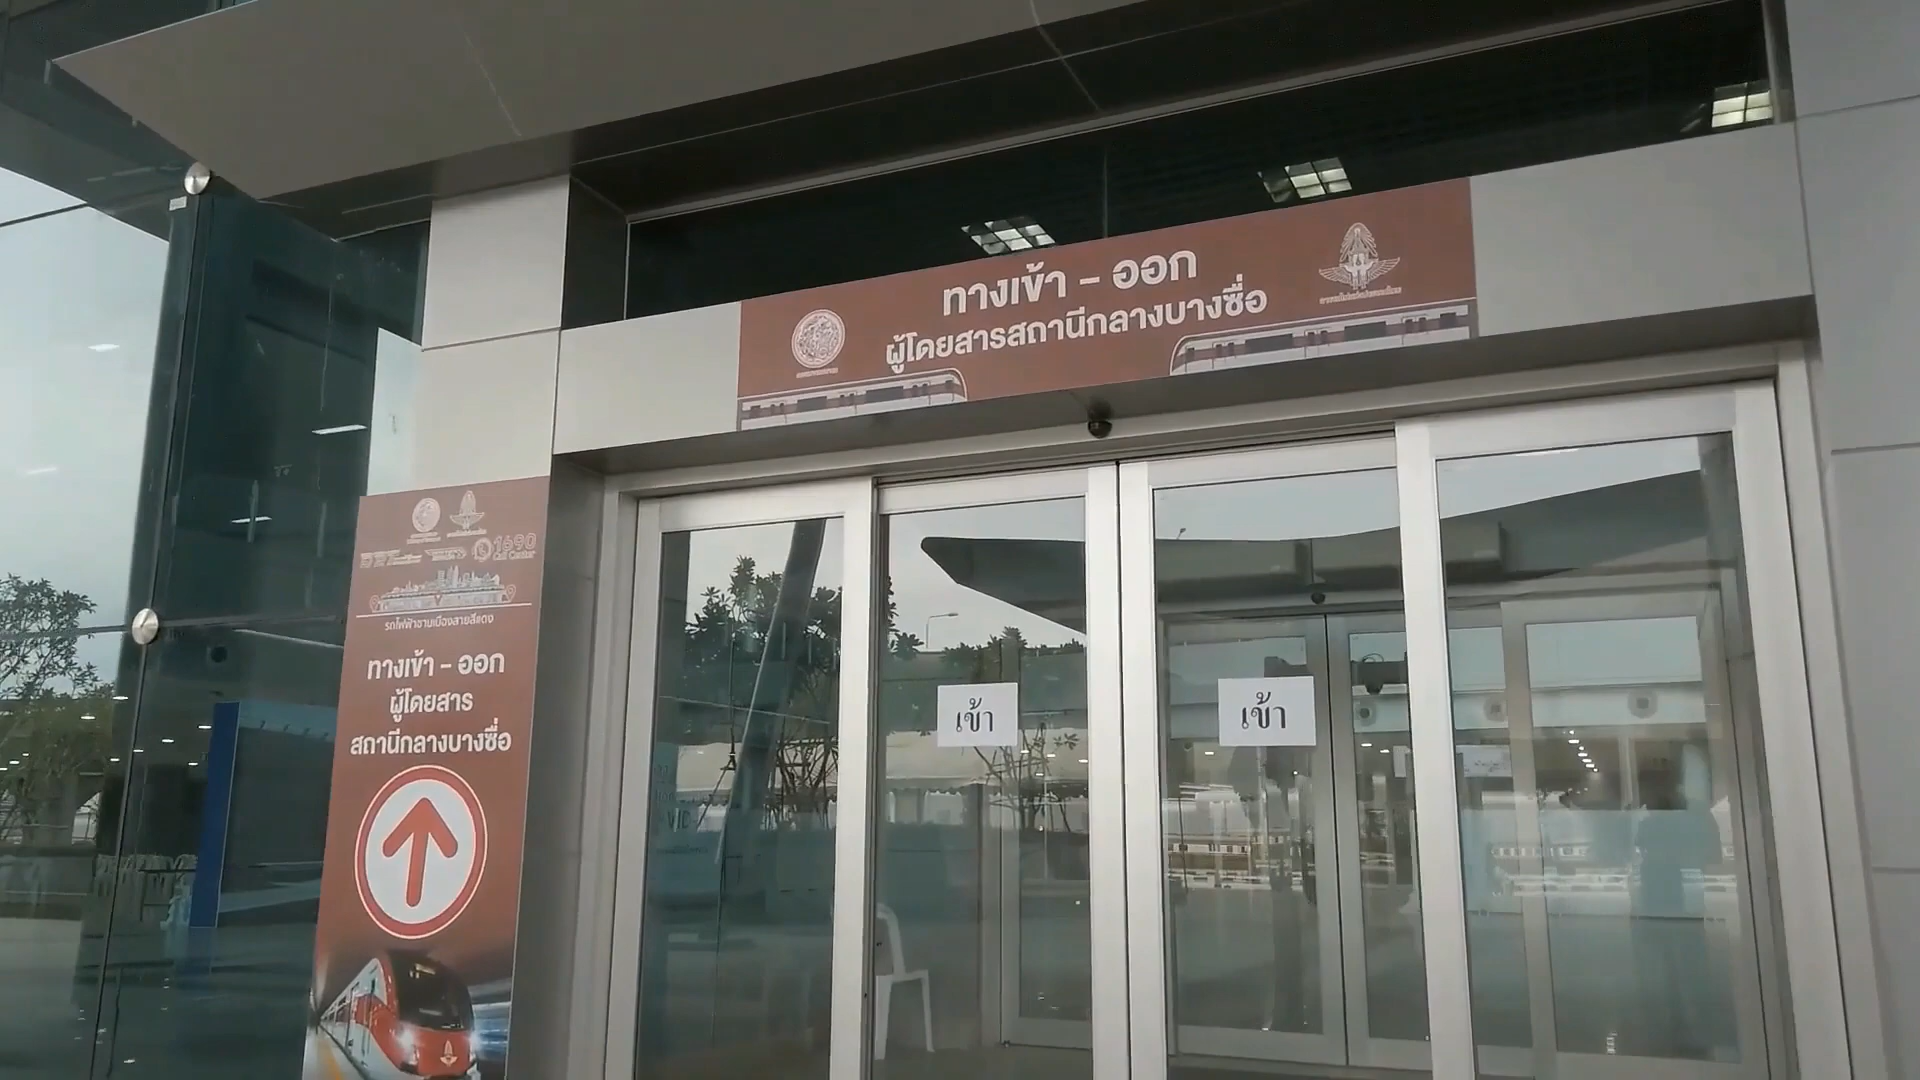 ทางเข้า - ออก
ผู้โดยสารสถานีกลางบางซื่อ
1690
Call Center
รถไฟฟ้าชานเมืองสายสีแดง
ทางเข้า - ออก
ผู้โดยสาร
สถานีกลางบางซื่อ
เข้า
เข้า